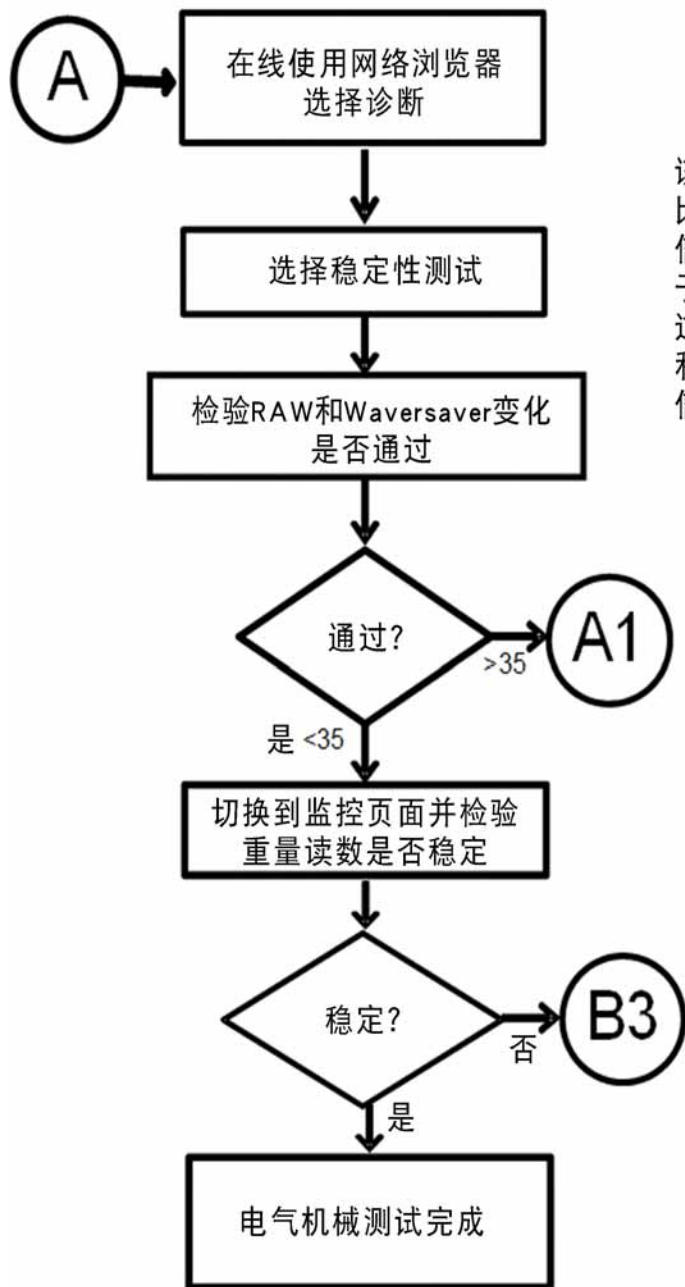 A
在线使用网络浏览器
选择诊断
选择稳定性测试
检验RAW和Waversaver变化
是否通过
通过?
>35
A1
是 <35
切换到监控页面并检验
重量读数是否稳定
稳定?
否
B3
是
电气机械测试完成